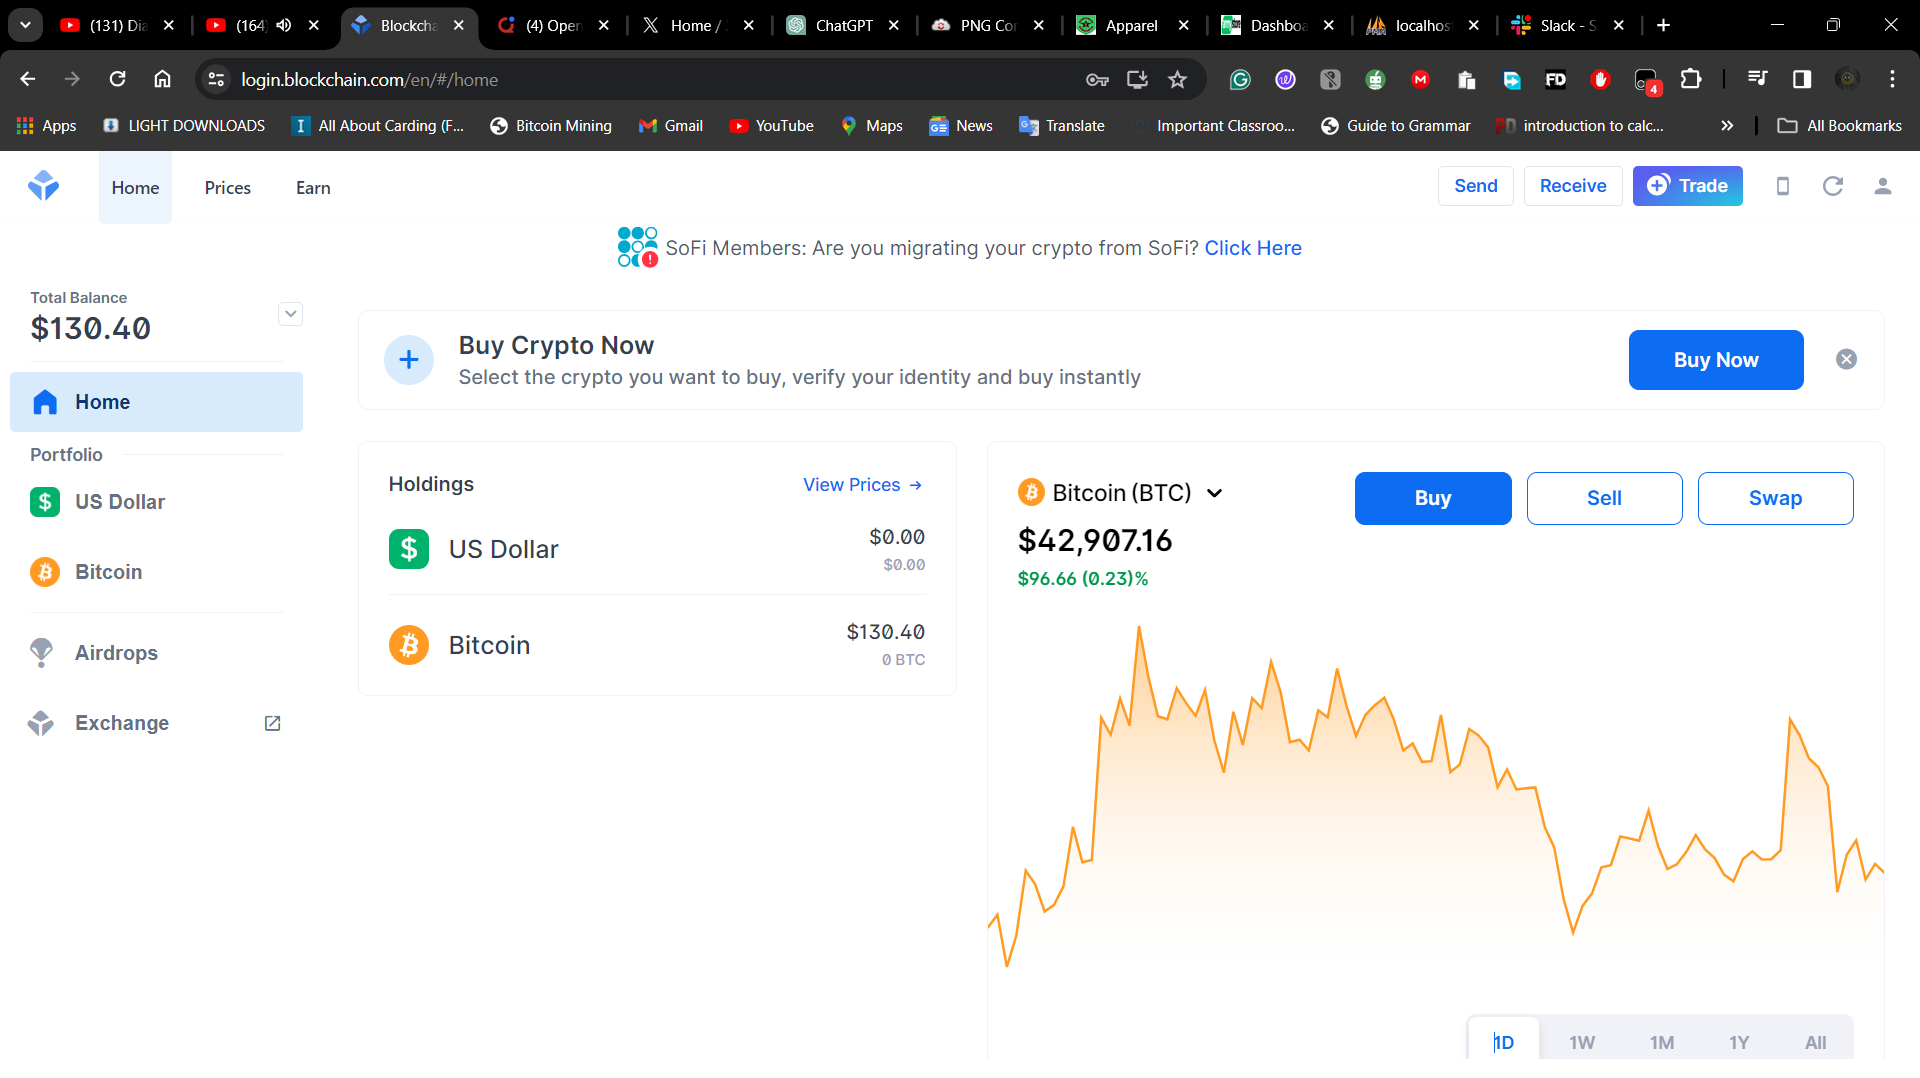 (131) Dia
(164)
Blockcha
(4) Open
Home /
ChatGPT
PNG Cor
Apparel
Dashboa
localhos
Slack - S
login.blockchain.com/en/#/home
4
Apps
LIGHT DOWNLOADS
All About Carding (F...
Bitcoin Mining
Gmail
YouTube
Maps
News
Translate
Important Classroo...
Guide to Grammar
introduction to calc...
All Bookmarks
Home
Prices
Earn
Send
Receive
Trade
SoFi Members: Are you migrating your crypto from SoFi? Click Here
Total Balance
$130.40
Home
Portfolio
US Dollar
Bitcoin
Airdrops
Exchange
Buy Crypto Now
Select the crypto you want to buy, verify your identity and buy instantly
Buy Now
Holdings
View Prices →
US Dollar
$0.00
$0.00
Bitcoin
$130.40
0 BTC
Bitcoin (BTC)
$42,907.16
$96.66 (0.23)%
Buy
Sell
Swap
1D
1W
1M
1Y
All